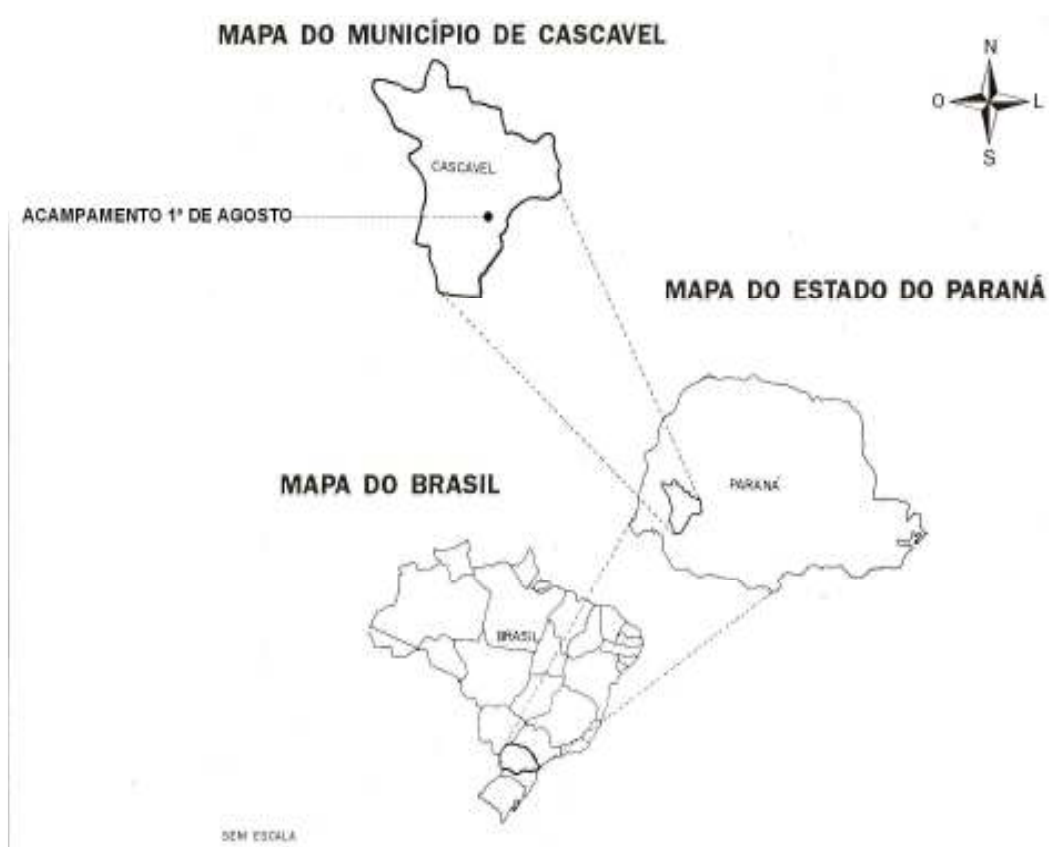 MAPA DO MUNICÍPIO DE CASCAVEL
N
O
L
S
CASCAVEL
ACAMPAMENTO 1º DE AGOSTO
MAPA DO ESTADO DO PARANÁ
PARANÁ
MAPA DO BRASIL
BRASIL
SEM ESCALA